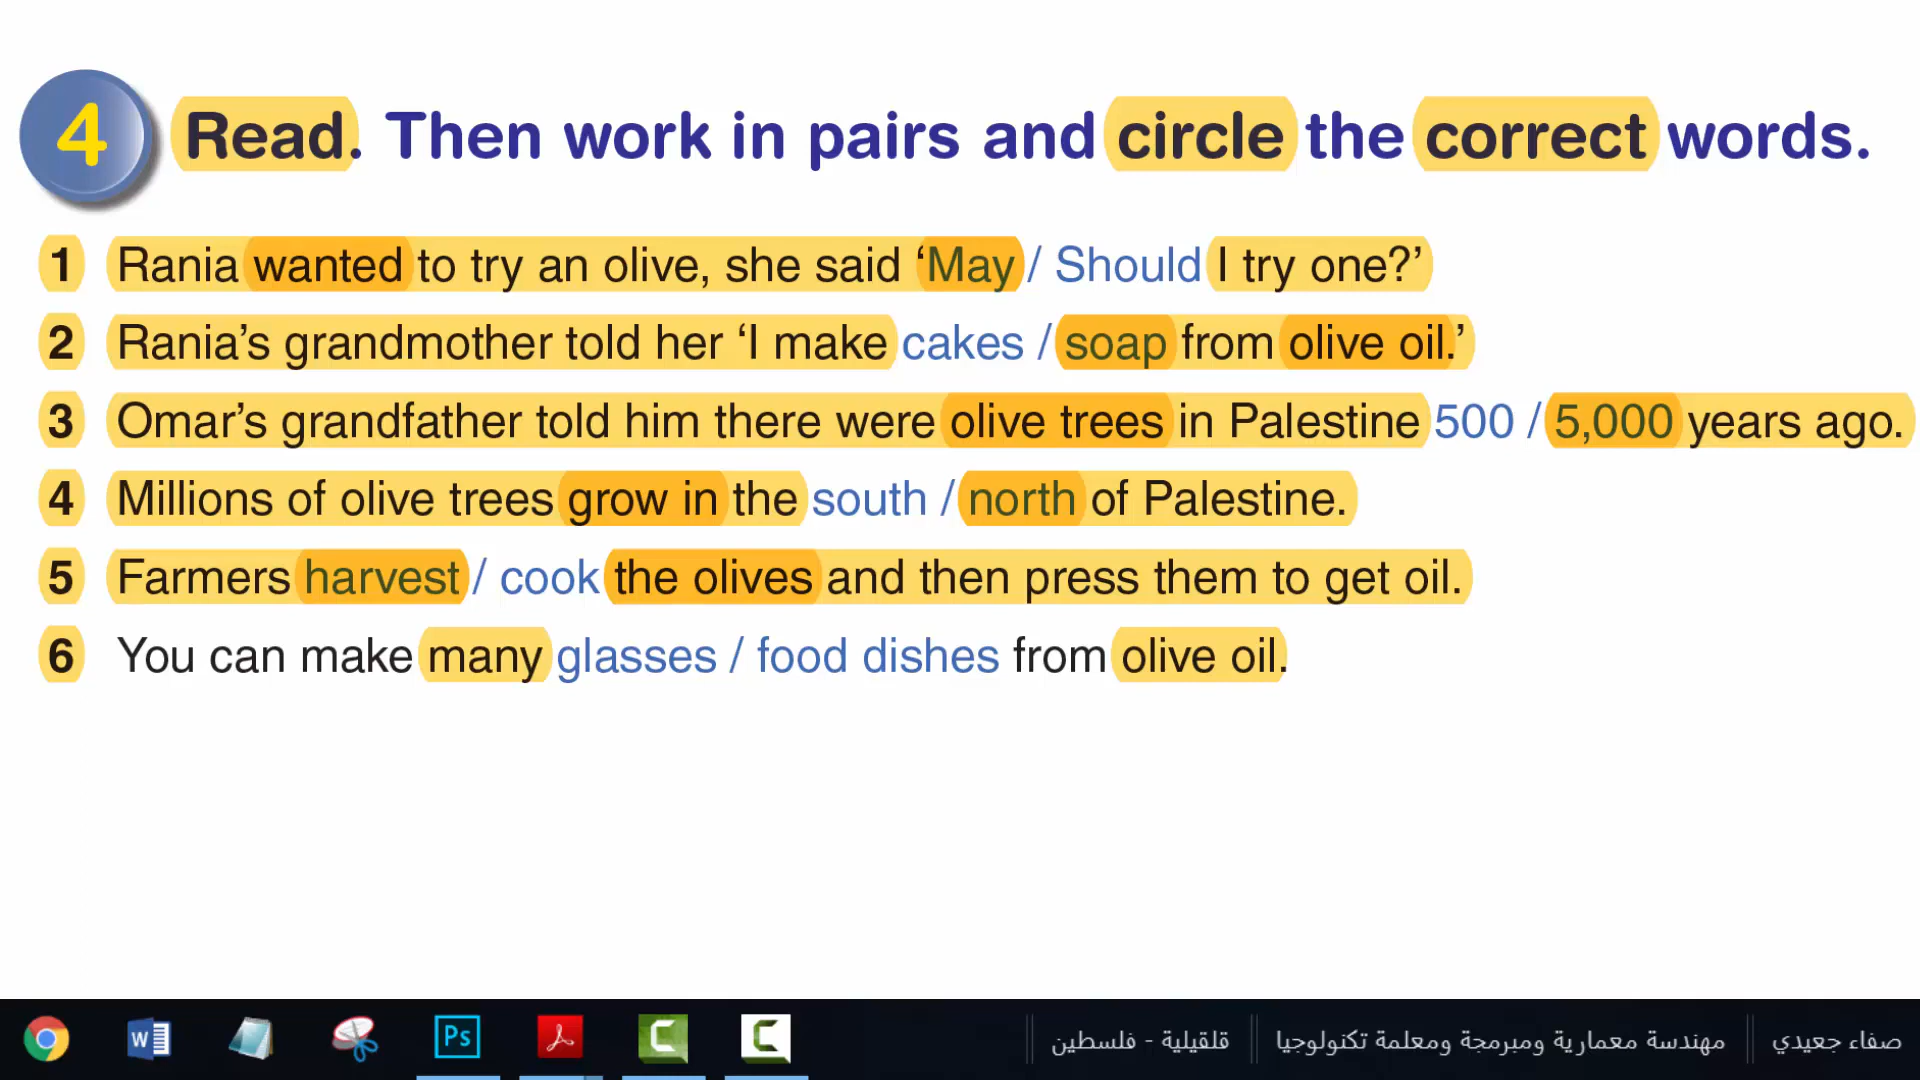 4 Read. Then work in pairs and circle the correct words.
1 Rania wanted to try an olive, she said ‘May / Should I try one?’
2 Rania’s grandmother told her ‘I make cakes / soap from olive oil.’
3 Omar’s grandfather told him there were olive trees in Palestine 500 / 5,000 years ago.
4 Millions of olive trees grow in the south / north of Palestine.
5 Farmers harvest / cook the olives and then press them to get oil.
6 You can make many glasses / food dishes from olive oil.
صفاء جعيدي || مهندسة معمارية ومبرمجة ومعلمة تكنولوجيا || قلقيلية - فلسطين
W Ps C C